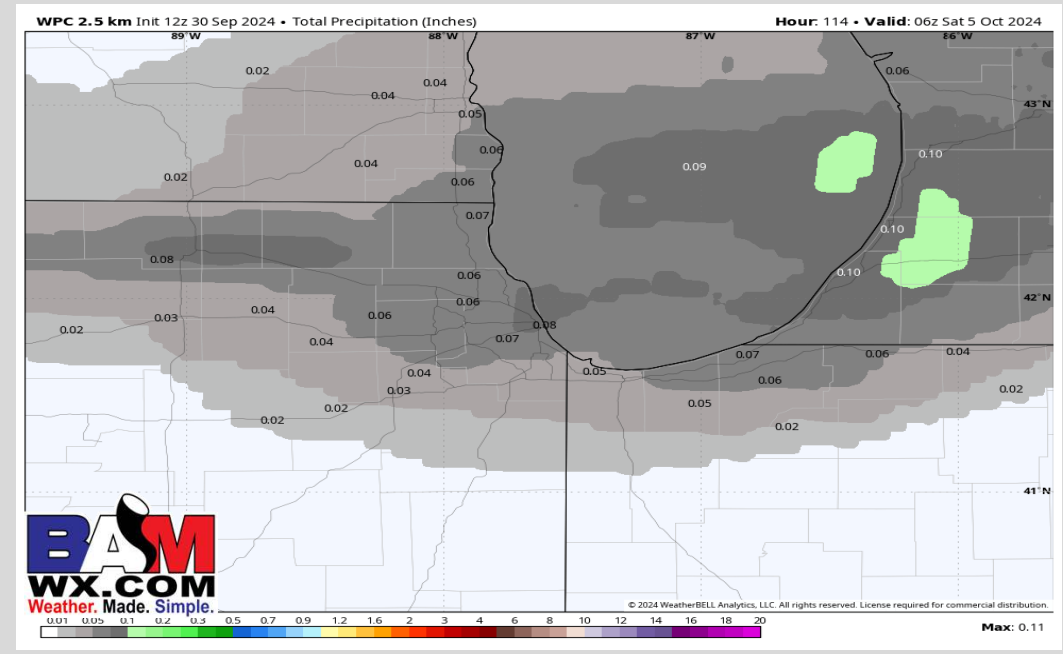 WPC 2.5 km Init 12z 30 Sep 2024 • Total Precipitation (Inches)
Hour: 114 • Valid: 06z Sat 5 Oct 2024
89°W 88°W 87°W 86°W
0.02 0.04 0.06
0.04
43°N
0.05
0.06 0.10
0.04 0.09
0.02 0.06
0.07
0.10
0.08
0.06 0.10
0.06 42°N
0.04
0.03 0.06
0.02 0.08
0.04 0.07
0.07 0.06 0.04
0.04 0.05
0.06
0.03 0.02
0.02 0.05
0.02 0.02
41°N
BAM
WX.COM
Weather. Made. Simple.
© 2024 WeatherBELL Analytics, LLC. All rights reserved. License required for commercial distribution.
0.01 0.05 0.1 0.2 0.3 0.5 0.7 0.9 1.2 1.6 2 3 4 6 8 10 12 14 16 18 20
Max: 0.11